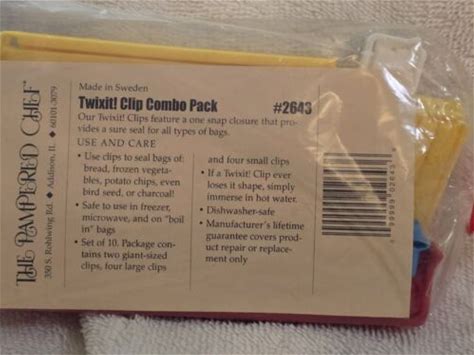 THE PAMPERED CHEF
350 S. Rohlwing Rd. ◆ Addison, IL ◆ 60101-3079
Made in Sweden
Twixit! Clip Combo Pack #2643
Our Twixit! Clips feature a one snap closure that pro-
vides a sure seal for all types of bags.
USE AND CARE
• Use clips to seal bags of:
bread, frozen vegeta-
bles, potato chips, even
bird seed. or charcoal!
• Safe to use in freezer,
microwave, and on "boil
in" bags
• Set of 10. Package con-
tains two giant-sized
clips, four large clips
and four small clips
• If a Twixit! Clip ever
loses it shape, simply
immerse in hot water.
• Dishwasher-safe
• Manufacturer's lifetime
guarantee covers product
repair or replace-
ment only